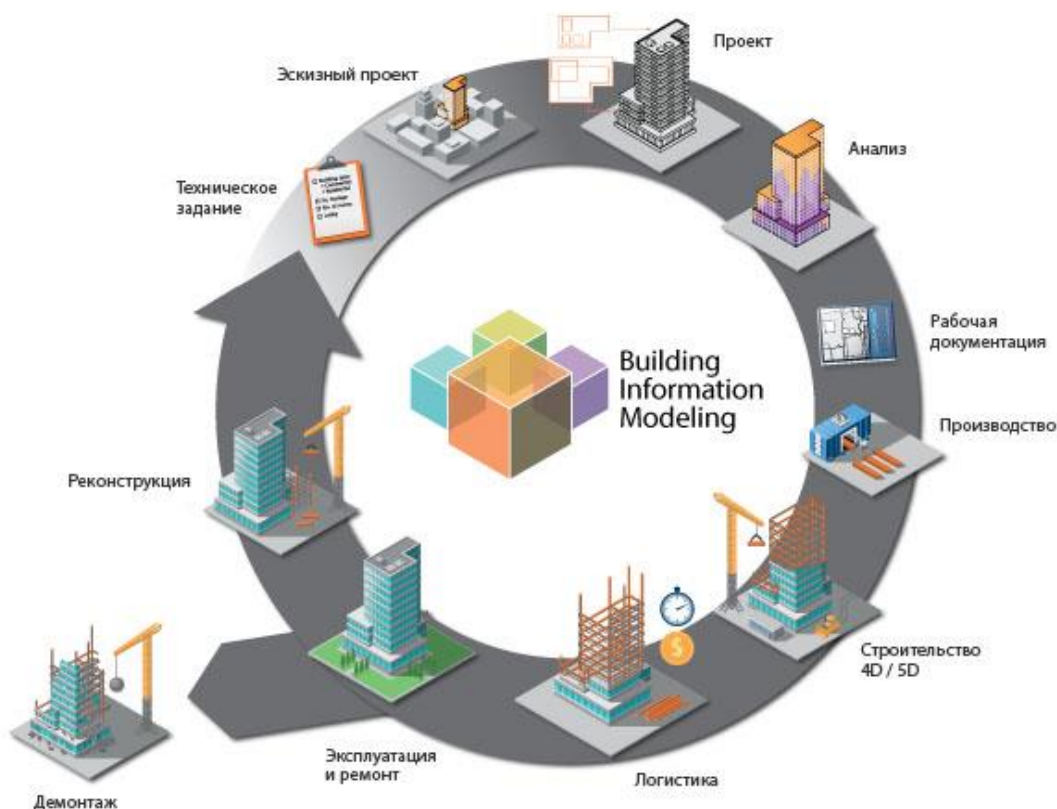 Проект
Эскизный проект
Анализ
Техническое
задание
Рабочая
документация
Building
Information
Modeling
Производство
Реконструкция
Строительство
4D / 5D
Эксплуатация
и ремонт
Логистика
Демонтаж
$